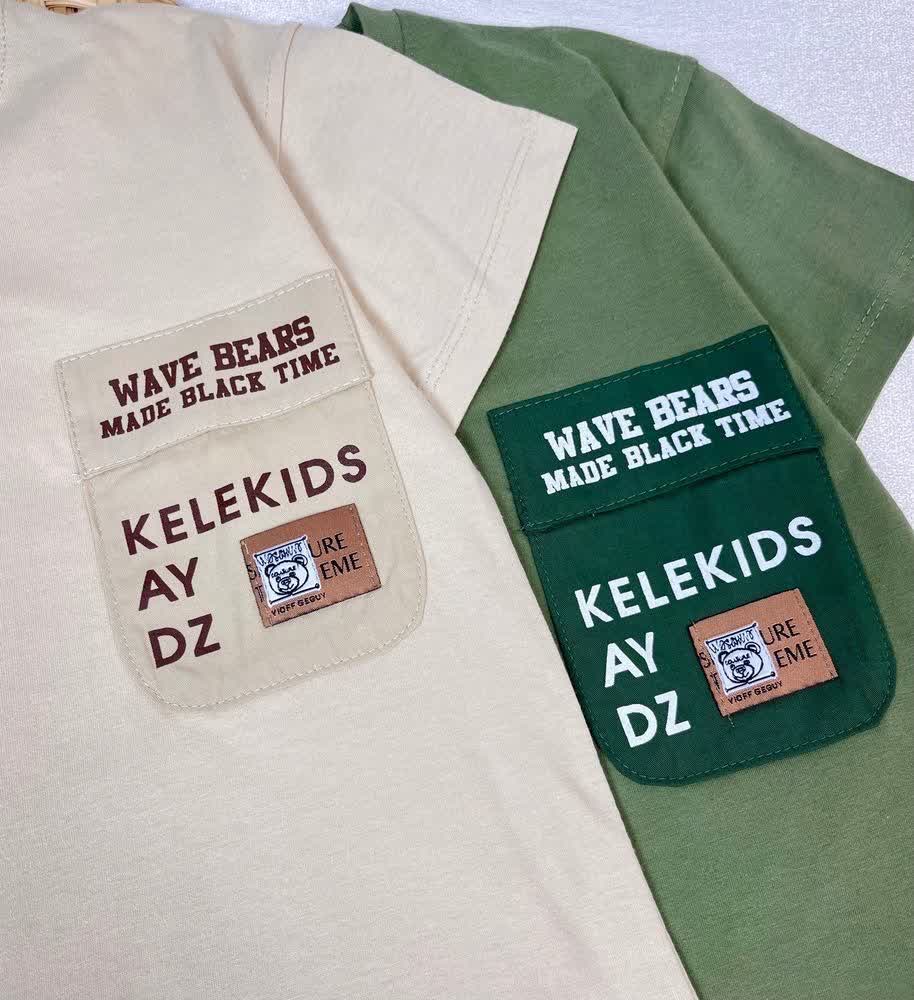 WAVE BEARS
MADE BLACK TIME
KELEKIDS
AY
DZ
URE
EME
VIOFF GEGUY
WAVE BEARS
MADE BLACK TIME
KELEKIDS
AY
DZ
URE
EME
VIOFF GEGUY